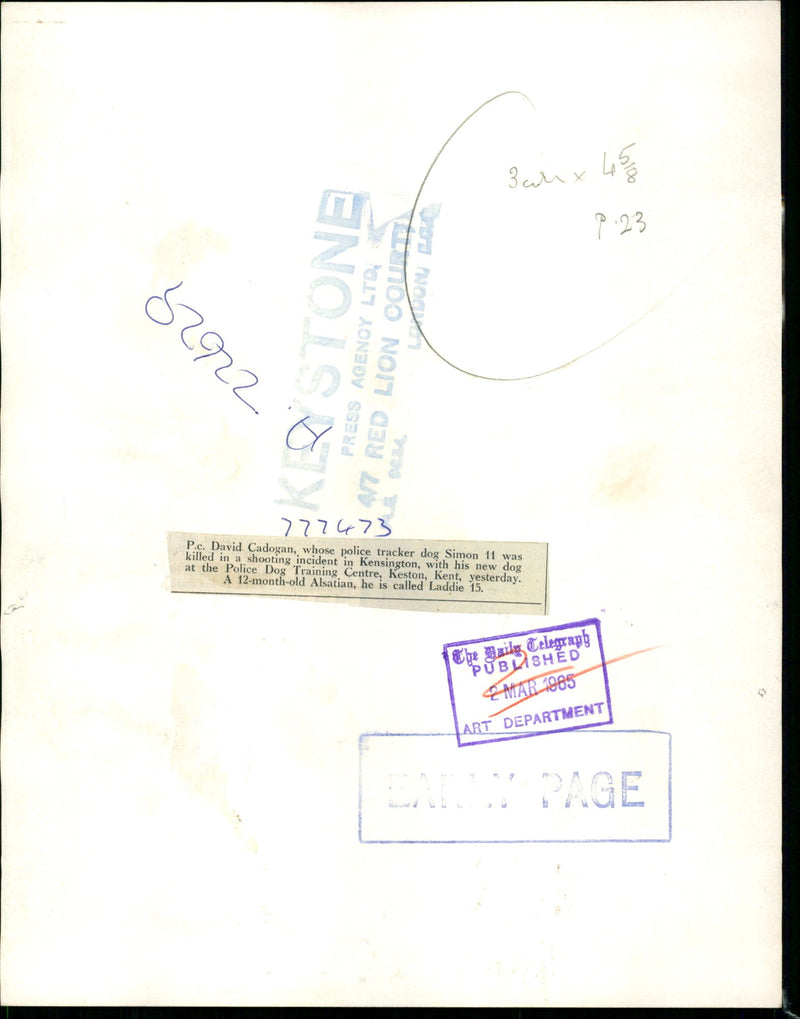 3 cols x 4 5/8
P.23
KEYSTONE
PRESS AGENCY LTD.
4/7 RED LION COURT
LONDON
52922
777473
P.c. David Cadogan, whose police tracker dog Simon 11 was
killed in a shooting incident in Kensington, with his new dog
at the Police Dog Training Centre, Keston, Kent, yesterday.
A 12-month-old Alsatian, he is called Laddie 15.
The Daily Telegraph
PUBLISHED
2 MAR 1965
ART DEPARTMENT
EARLY PAGE